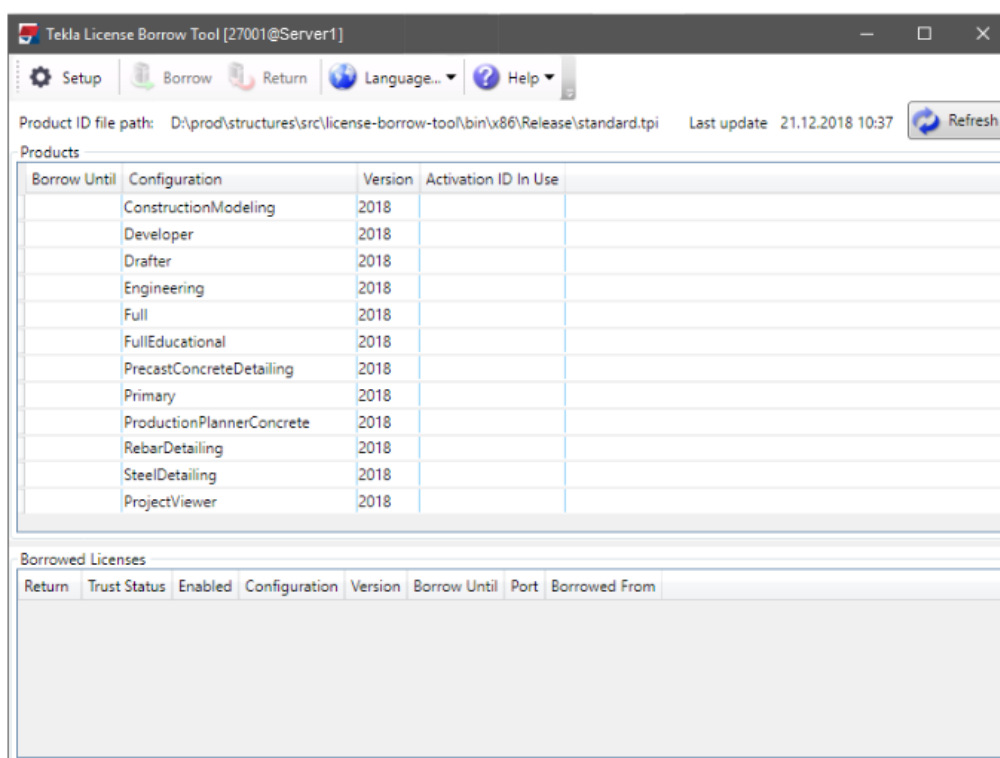 Tekla License Borrow Tool [27001@Server1]
Setup Borrow Return Language... Help
Product ID file path: D:\prod\structures\src\license-borrow-tool\bin\x86\Release\standard.tpi Last update 21.12.2018 10:37 Refresh
Products
Borrow Until Configuration Version Activation ID In Use
ConstructionModeling 2018
Developer 2018
Drafter 2018
Engineering 2018
Full 2018
FullEducational 2018
PrecastConcreteDetailing 2018
Primary 2018
ProductionPlannerConcrete 2018
RebarDetailing 2018
SteelDetailing 2018
ProjectViewer 2018
Borrowed Licenses
Return Trust Status Enabled Configuration Version Borrow Until Port Borrowed From